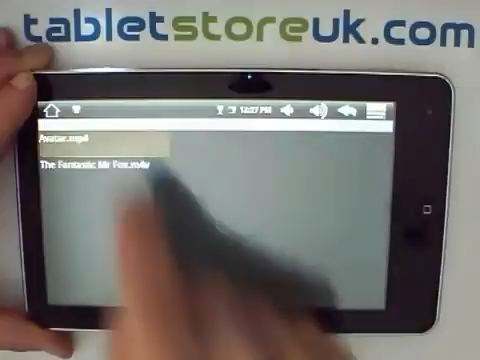 tabletstoreuk.com
12:27 PM
Avatar.mp4
The Fantastic Mr Fox.m4v